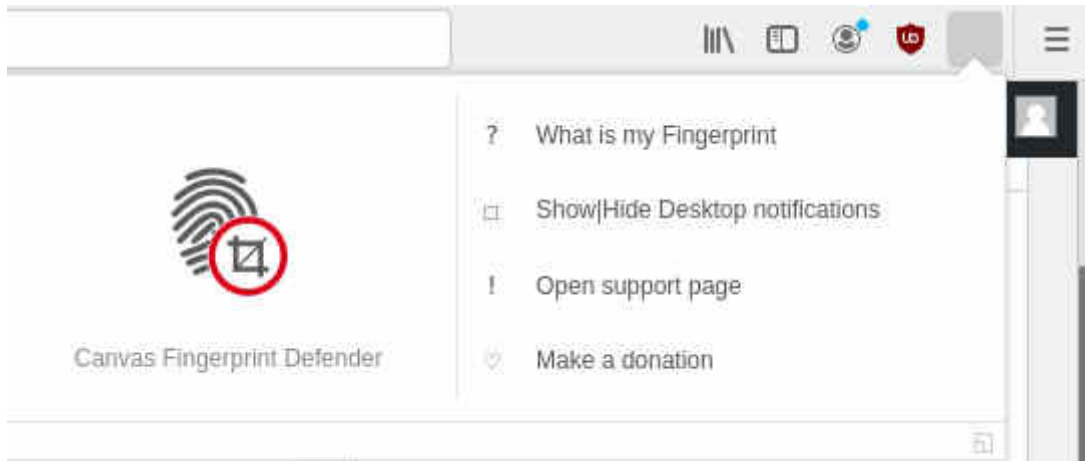 What is my Fingerprint
Show|Hide Desktop notifications
Open support page
Make a donation
Canvas Fingerprint Defender